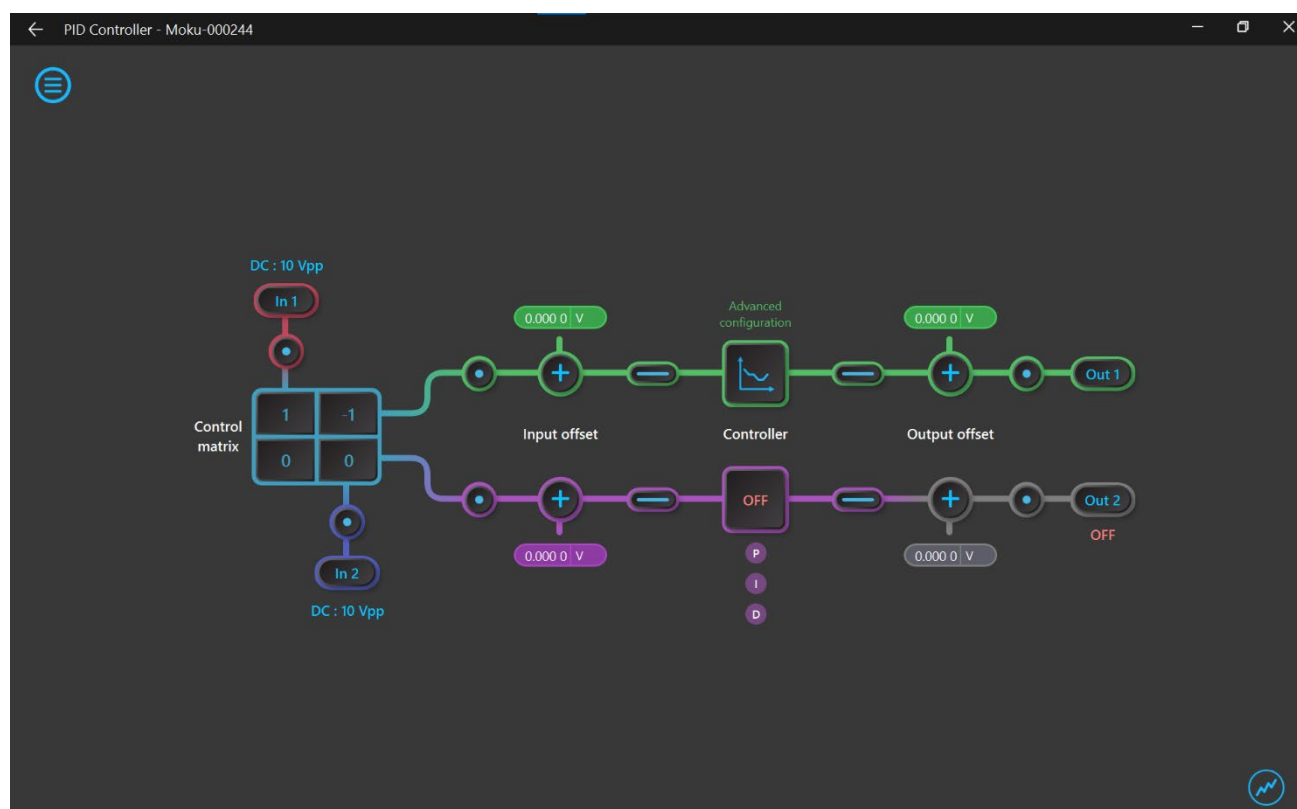 PID Controller - Moku-000244
DC : 10 Vpp
In 1
Control
matrix
1 -1
0 0
In 2
DC : 10 Vpp
0.000 0 V
Input offset
0.000 0 V
Advanced
configuration
Controller
OFF
P
I
D
0.000 0 V
Output offset
0.000 0 V
Out 1
Out 2
OFF